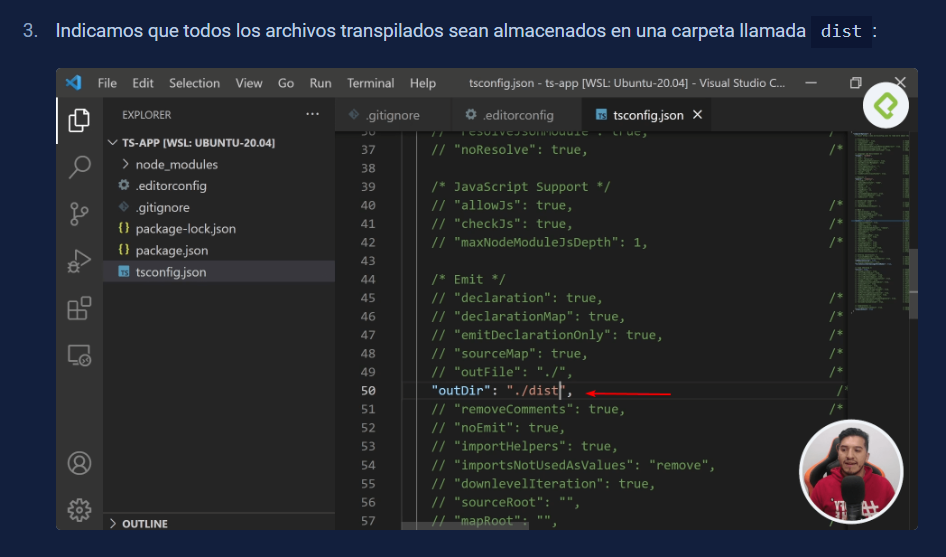 3. Indicamos que todos los archivos transpilados sean almacenados en una carpeta llamada dist :
File Edit Selection View Go Run Terminal Help tsconfig.json - ts-app [WSL: Ubuntu-20.04] - Visual Studio C...
EXPLORER ...
TS-APP [WSL: UBUNTU-20.04]
node_modules
.editorconfig
.gitignore
{} package-lock.json
{} package.json
TS tsconfig.json
OUTLINE
.gitignore .editorconfig TS tsconfig.json
36 // "resolveJsonModule": true, /*
37 // "noResolve": true, /*
38
39 /* JavaScript Support */
40 // "allowJs": true, /*
41 // "checkJs": true, /*
42 // "maxNodeModuleJsDepth": 1, /*
43
44 /* Emit */
45 // "declaration": true, /*
46 // "declarationMap": true, /*
47 // "emitDeclarationOnly": true, /*
48 // "sourceMap": true, /*
49 // "outFile": "./", /*
50 "outDir": "./dist", /*
51 // "removeComments": true, /*
52 // "noEmit": true,
53 // "importHelpers": true,
54 // "importsNotUsedAsValues": "remove",
55 // "downlevelIteration": true,
56 // "sourceRoot": "",
57 // "mapRoot": "",